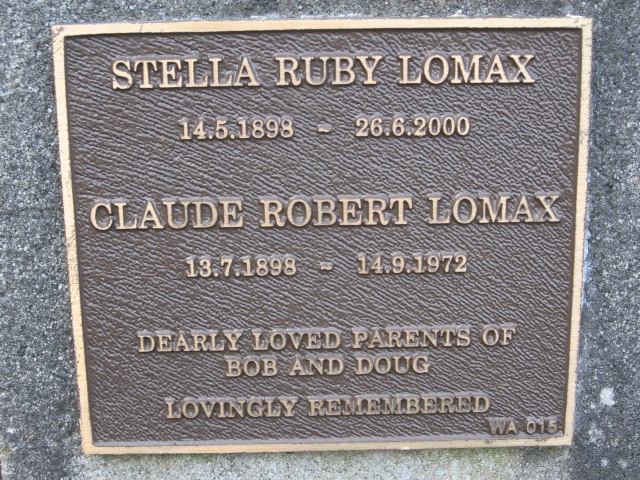 STELLA RUBY LOMAX
14.5.1898 ~ 26.6.2000
CLAUDE ROBERT LOMAX
13.7.1898 ~ 14.9.1972
DEARLY LOVED PARENTS OF
BOB AND DOUG
LOVINGLY REMEMBERED
WA 015